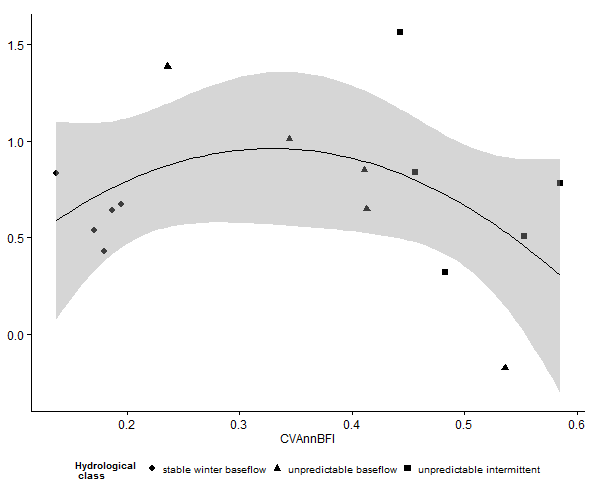 1.5
1.0
0.5
0.0
0.2 0.3 0.4 0.5 0.6
CVAnnBFI
Hydrological
class
stable winter baseflow unpredictable baseflow unpredictable intermittent